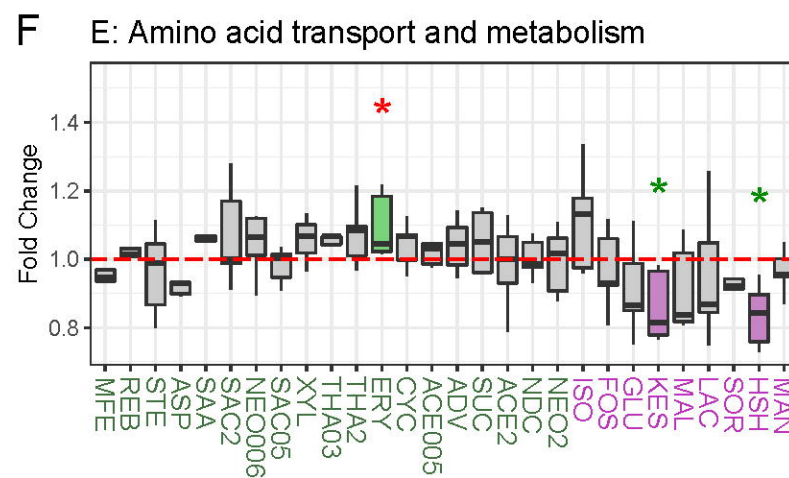 F
E: Amino acid transport and metabolism
Fold Change
1.4
1.2
1.0
0.8
*
*
*
MFE
REB
STE
ASP
SAA
SAC2
NEO006
SAC05
XYL
THA03
THA2
ERY
CYC
ACE005
ADV
SUC
ACE2
NDC
NEO2
ISO
FOS
GLU
KES
MAL
LAC
SOR
HSH
MAN